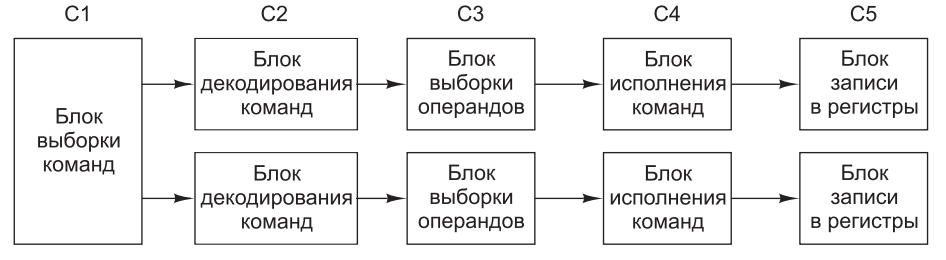 С1 С2 С3 С4 С5
Блок
выборки
команд
Блок
декодирования
команд
Блок
выборки
операндов
Блок
исполнения
команд
Блок
записи
в регистры
Блок
декодирования
команд
Блок
выборки
операндов
Блок
исполнения
команд
Блок
записи
в регистры